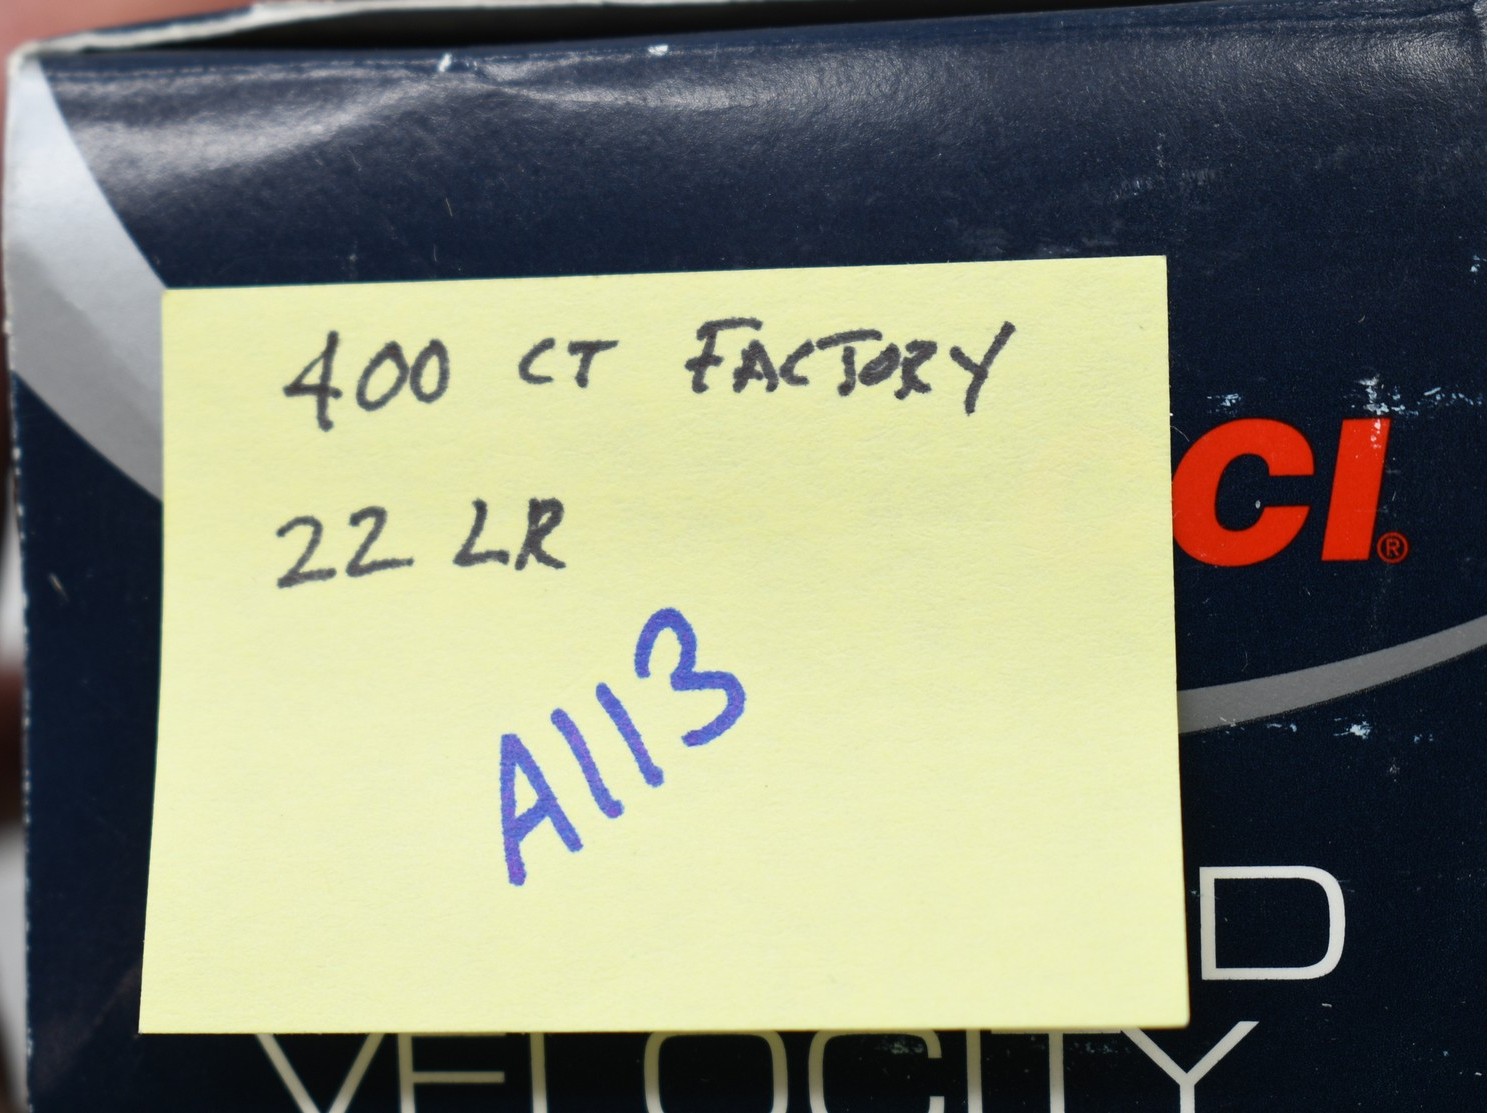 400 CT FACTORY
22 LR
A113
CI®
D
VELOCITY